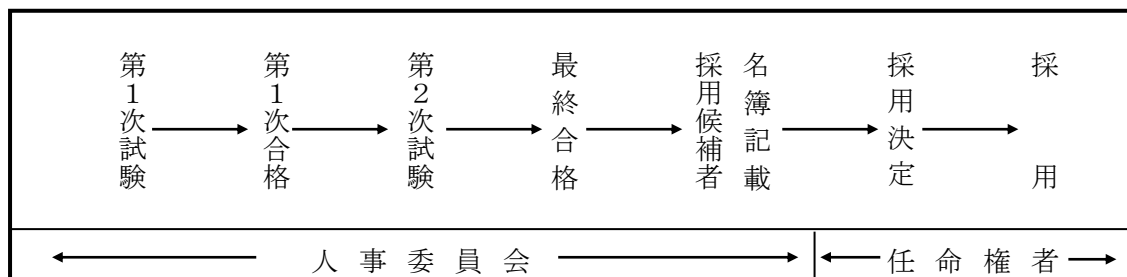 第１次試験
第１次合格
第２次試験
最終合格
採用候補者
名簿記載
採用決定
採用
人事委員会
任命権者